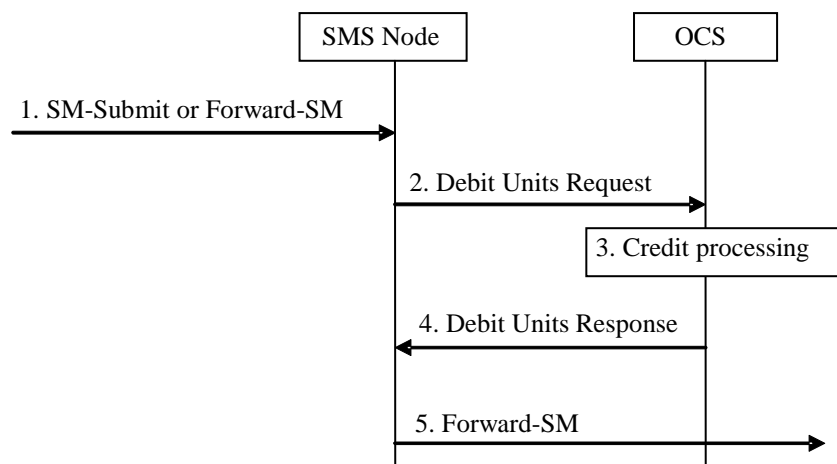 SMS Node
OCS
1. SM-Submit or Forward-SM
2. Debit Units Request
3. Credit processing
4. Debit Units Response
5. Forward-SM